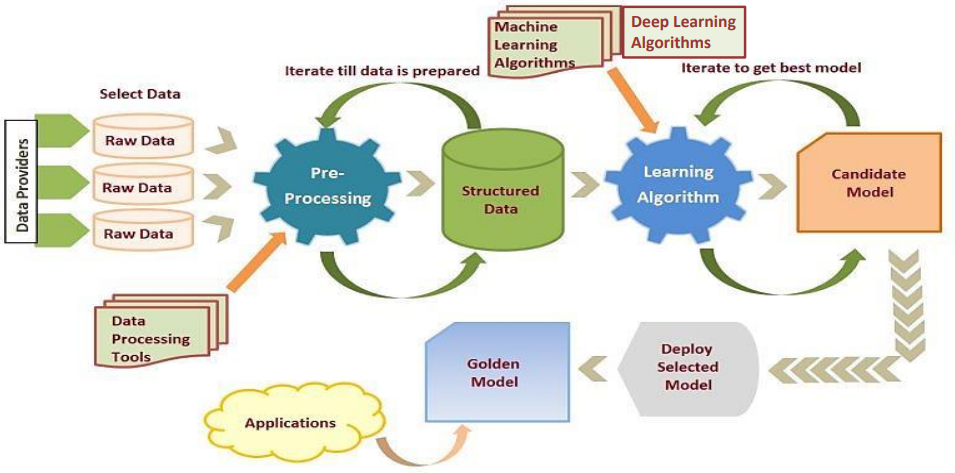 Machine
Learning
Algorithms
Deep Learning
Algorithms
Iterate till data is prepared
Iterate to get best model
Select Data
Data Providers
Raw Data
Raw Data
Raw Data
Pre-
Processing
Structured
Data
Learning
Algorithm
Candidate
Model
Data
Processing
Tools
Golden
Model
Deploy
Selected
Model
Applications